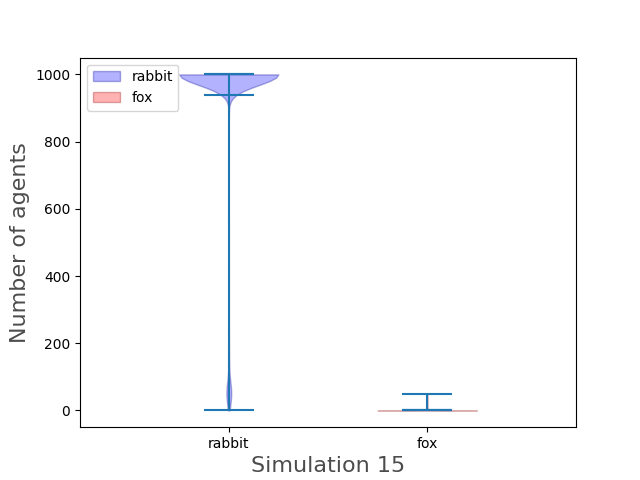 1000
800
600
400
200
0
Number of agents
rabbit
fox
rabbit
fox
Simulation 15